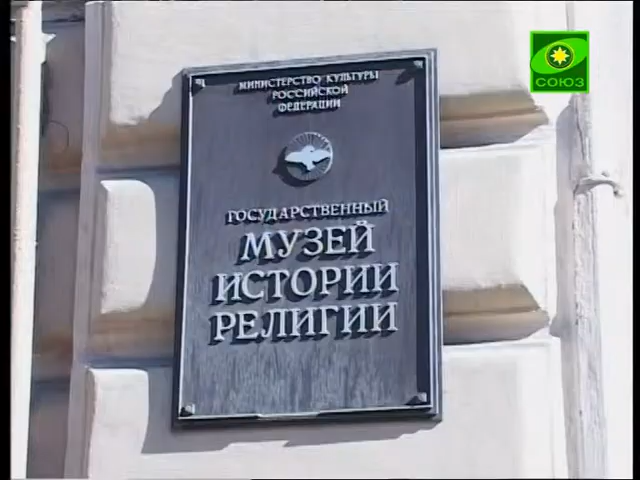 МИНИСТЕРСТВО КУЛЬТУРЫ
РОССИЙСКОЙ
ФЕДЕРАЦИИ
ГОСУДАРСТВЕННЫЙ
МУЗЕЙ
ИСТОРИИ
РЕЛИГИИ
СОЮЗ